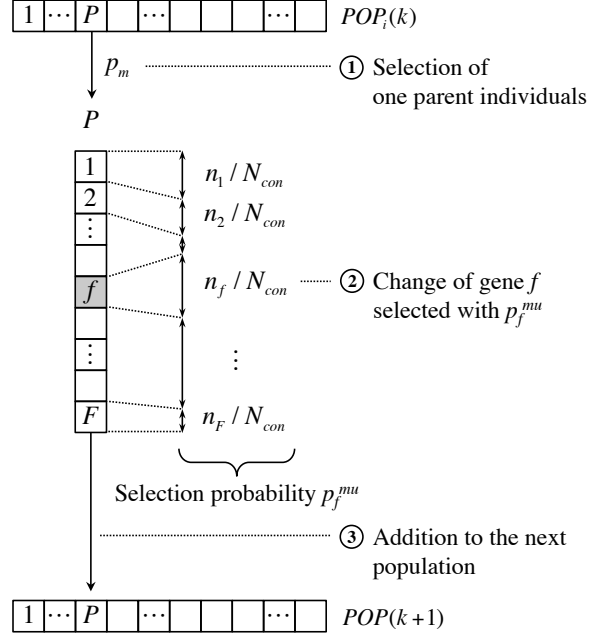 1 ⋯ P ⋯ ⋯ POP_i(k)
p_m ① Selection of
one parent individuals
P
1 n_1 / N_con
2 n_2 / N_con
⋮
f n_f / N_con ② Change of gene f
selected with p_f^mu
⋮ ⋮
F n_F / N_con
Selection probability p_f^mu
③ Addition to the next
population
1 ⋯ P ⋯ ⋯ POP(k+1)